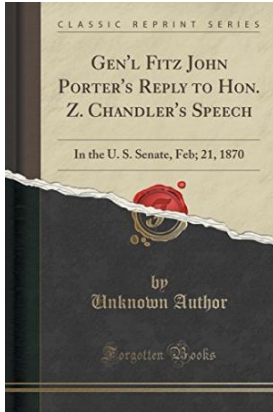 CLASSIC REPRINT SERIES
GEN'L FITZ JOHN
PORTER'S REPLY TO HON.
Z. CHANDLER'S SPEECH
In the U. S. Senate, Feb; 21, 1870
by
Unknown Author
Forgotten Books